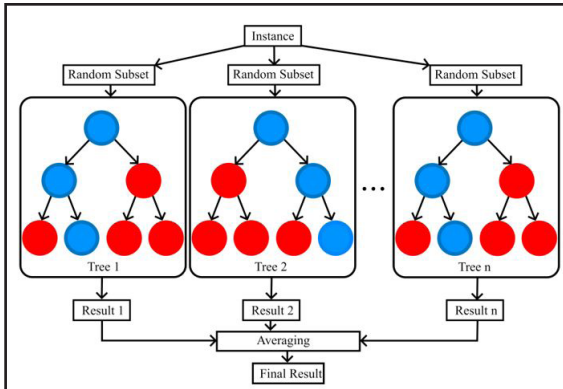 Instance
Random Subset
Random Subset
Random Subset
...
Tree 1
Tree 2
Tree n
Result 1
Result 2
Result n
Averaging
Final Result